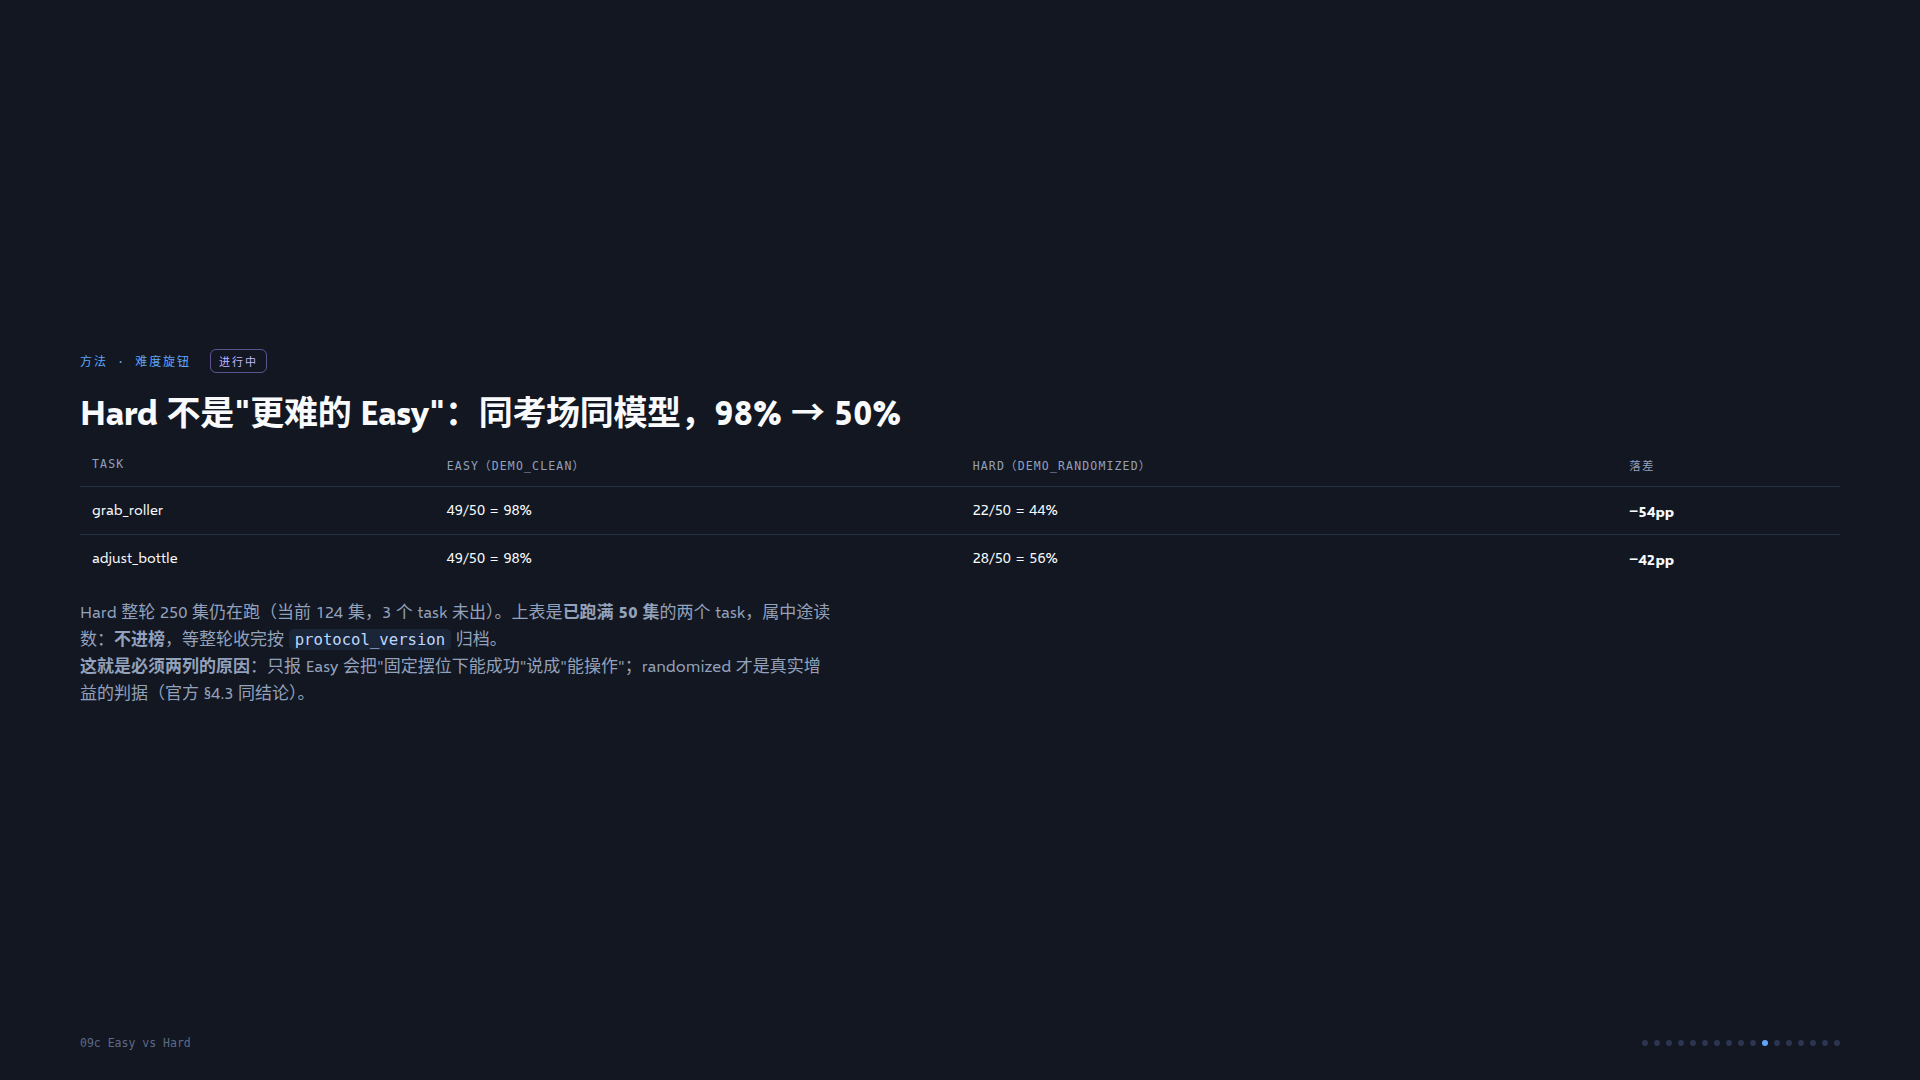 方法 · 难度旋钮 进行中
Hard 不是"更难的 Easy"：同考场同模型，98% → 50%
TASK EASY（DEMO_CLEAN） HARD（DEMO_RANDOMIZED） 落差
grab_roller 49/50 = 98% 22/50 = 44% −54pp
adjust_bottle 49/50 = 98% 28/50 = 56% −42pp
Hard 整轮 250 集仍在跑（当前 124 集，3 个 task 未出）。上表是已跑满 50 集的两个 task，属中途读
数：不进榜，等整轮收完按 protocol_version 归档。
这就是必须两列的原因：只报 Easy 会把"固定摆位下能成功"说成"能操作"；randomized 才是真实增
益的判据（官方 §4.3 同结论）。
09c Easy vs Hard